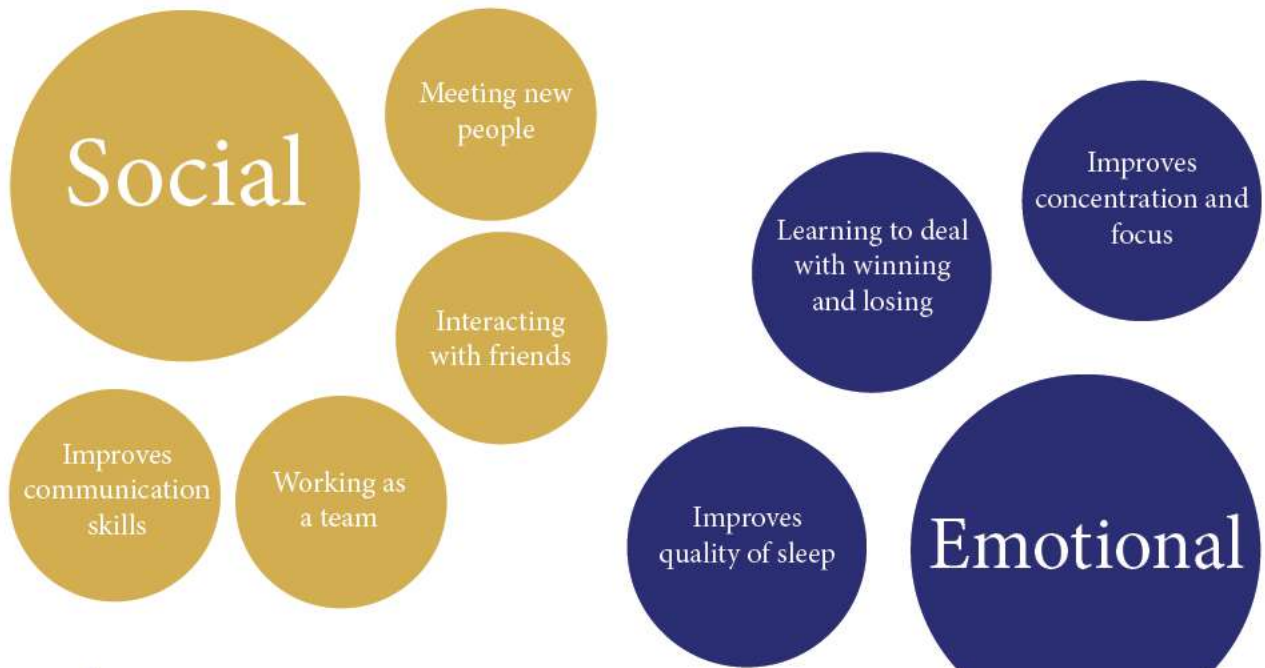 Social
Meeting new
people
Interacting
with friends
Improves
communication
skills
Working as
a team
Learning to deal
with winning
and losing
Improves
concentration and
focus
Improves
quality of sleep
Emotional